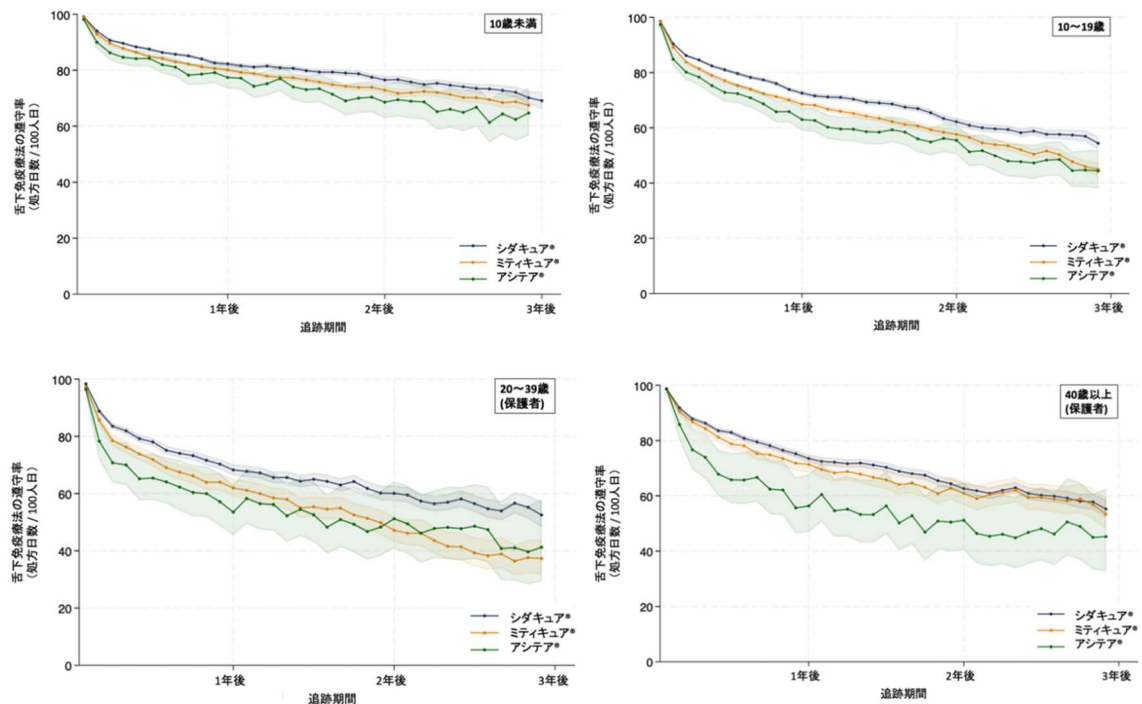 10歳未満
100
80
60
40
20
0
舌下免疫療法の遵守率
(処方日数 / 100人日)
シダキュア®
ミティキュア®
アシテア®
1年後
2年後
3年後
追跡期間
10〜19歳
100
80
60
40
20
0
舌下免疫療法の遵守率
(処方日数 / 100人日)
シダキュア®
ミティキュア®
アシテア®
1年後
2年後
3年後
追跡期間
20〜39歳
(保護者)
100
80
60
40
20
0
舌下免疫療法の遵守率
(処方日数 / 100人日)
シダキュア®
ミティキュア®
アシテア®
1年後
2年後
3年後
追跡期間
40歳以上
(保護者)
100
80
60
40
20
0
舌下免疫療法の遵守率
(処方日数 / 100人日)
シダキュア®
ミティキュア®
アシテア®
1年後
2年後
3年後
追跡期間